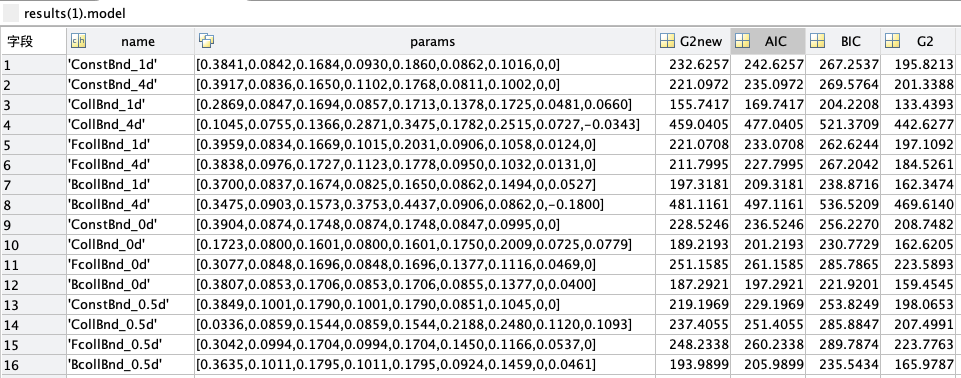 results(1).model
字段 name params G2new AIC BIC G2
1 'ConstBnd_1d' [0.3841,0.0842,0.1684,0.0930,0.1860,0.0862,0.1016,0,0] 232.6257 242.6257 267.2537 195.8213
2 'ConstBnd_4d' [0.3917,0.0836,0.1650,0.1102,0.1768,0.0811,0.1002,0,0] 221.0972 235.0972 269.5764 201.3388
3 'CollBnd_1d' [0.2869,0.0847,0.1694,0.0857,0.1713,0.1378,0.1725,0.0481,0.0660] 155.7417 169.7417 204.2208 133.4393
4 'CollBnd_4d' [0.1045,0.0755,0.1366,0.2871,0.3475,0.1782,0.2515,0.0727,−0.0343] 459.0405 477.0405 521.3709 442.6277
5 'FcollBnd_1d' [0.3959,0.0834,0.1669,0.1015,0.2031,0.0906,0.1058,0.0124,0] 221.0708 233.0708 262.6244 197.1092
6 'FcollBnd_4d' [0.3838,0.0976,0.1727,0.1123,0.1778,0.0950,0.1032,0.0131,0] 211.7995 227.7995 267.2042 184.5261
7 'BcollBnd_1d' [0.3700,0.0837,0.1674,0.0825,0.1650,0.0862,0.1494,0,0.0527] 197.3181 209.3181 238.8716 162.3474
8 'BcollBnd_4d' [0.3475,0.0903,0.1573,0.3753,0.4437,0.0906,0.0862,0,−0.1800] 481.1161 497.1161 536.5209 469.6140
9 'ConstBnd_0d' [0.3904,0.0874,0.1748,0.0874,0.1748,0.0847,0.0995,0,0] 228.5246 236.5246 256.2270 208.7482
10 'CollBnd_0d' [0.1723,0.0800,0.1601,0.0800,0.1601,0.1750,0.2009,0.0725,0.0779] 189.2193 201.2193 230.7729 162.6205
11 'FcollBnd_0d' [0.3077,0.0848,0.1696,0.0848,0.1696,0.1377,0.1116,0.0469,0] 251.1585 261.1585 285.7865 223.5893
12 'BcollBnd_0d' [0.3807,0.0853,0.1706,0.0853,0.1706,0.0855,0.1377,0,0.0400] 187.2921 197.2921 221.9201 159.4545
13 'ConstBnd_0.5d' [0.3849,0.1001,0.1790,0.1001,0.1790,0.0851,0.1045,0,0] 219.1969 229.1969 253.8249 198.0653
14 'CollBnd_0.5d' [0.0336,0.0859,0.1544,0.0859,0.1544,0.2188,0.2480,0.1120,0.1093] 237.4055 251.4055 285.8847 207.4991
15 'FcollBnd_0.5d' [0.3042,0.0994,0.1704,0.0994,0.1704,0.1450,0.1166,0.0537,0] 248.2338 260.2338 289.7874 223.7763
16 'BcollBnd_0.5d' [0.3635,0.1011,0.1795,0.1011,0.1795,0.0924,0.1459,0,0.0461] 193.9899 205.9899 235.5434 165.9787